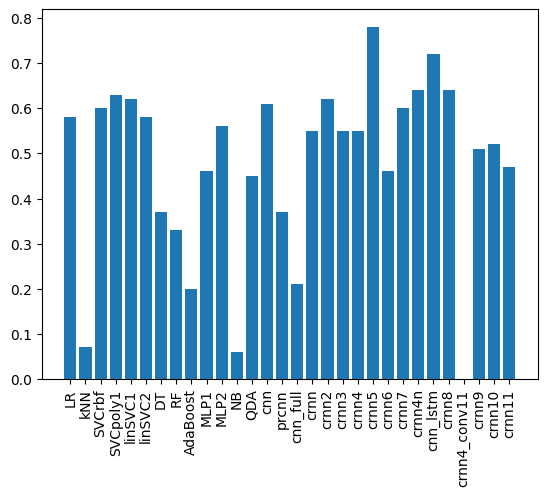 0.8
0.7
0.6
0.5
0.4
0.3
0.2
0.1
0.0
LR
kNN
SVCrbf
SVCpoly1
linSVC1
linSVC2
DT
RF
AdaBoost
MLP1
MLP2
NB
QDA
cnn
prcnn
cnn_full
crnn
crnn2
crnn3
crnn4
crnn5
crnn6
crnn7
crnn4n
cnn_lstm
crnn8
crnn4_conv11
crnn9
crnn10
crnn11